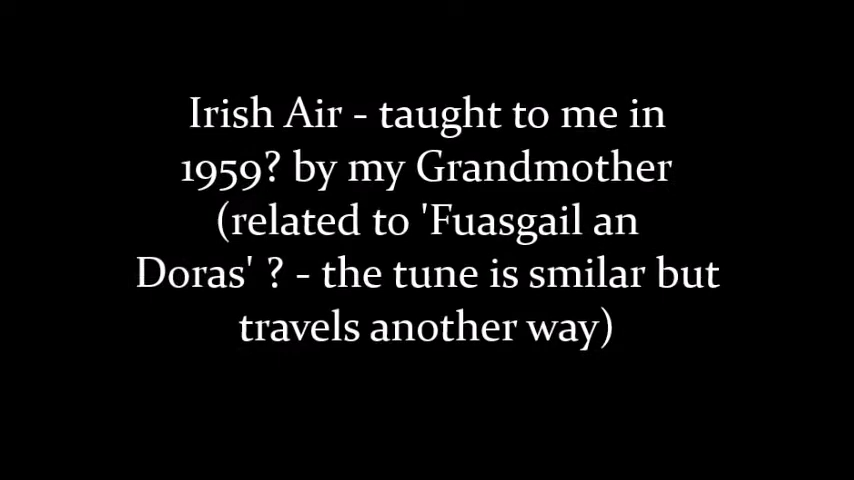 Irish Air - taught to me in
1959? by my Grandmother
(related to 'Fuasgail an
Doras' ? - the tune is smilar but
travels another way)